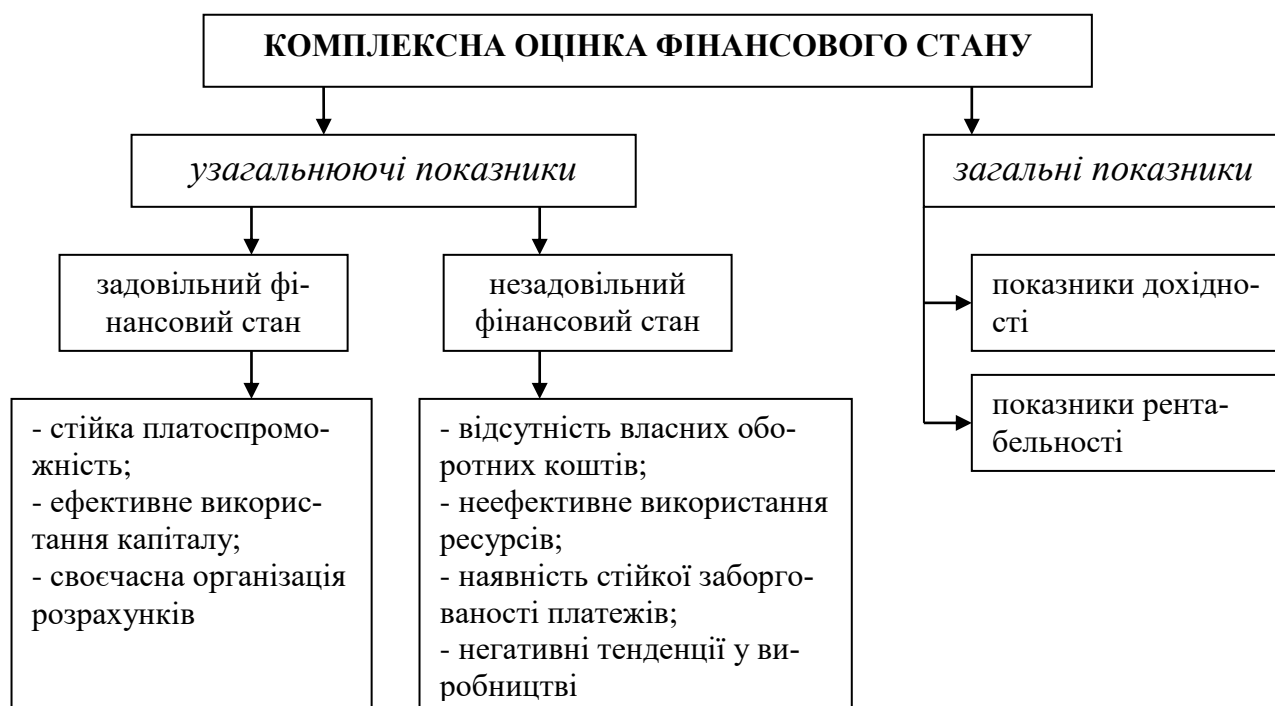 КОМПЛЕКСНА ОЦІНКА ФІНАНСОВОГО СТАНУ
узагальнюючі показники
загальні показники
задовільний фі-
нансовий стан
незадовільний
фінансовий стан
показники дохідно-
сті
показники рента-
бельності
- стійка платоспромо-
жність;
- ефективне викорис-
тання капіталу;
- своєчасна організація
розрахунків
- відсутність власних обо-
ротних коштів;
- неефективне використання
ресурсів;
- наявність стійкої заборго-
ваності платежів;
- негативні тенденції у ви-
робництві